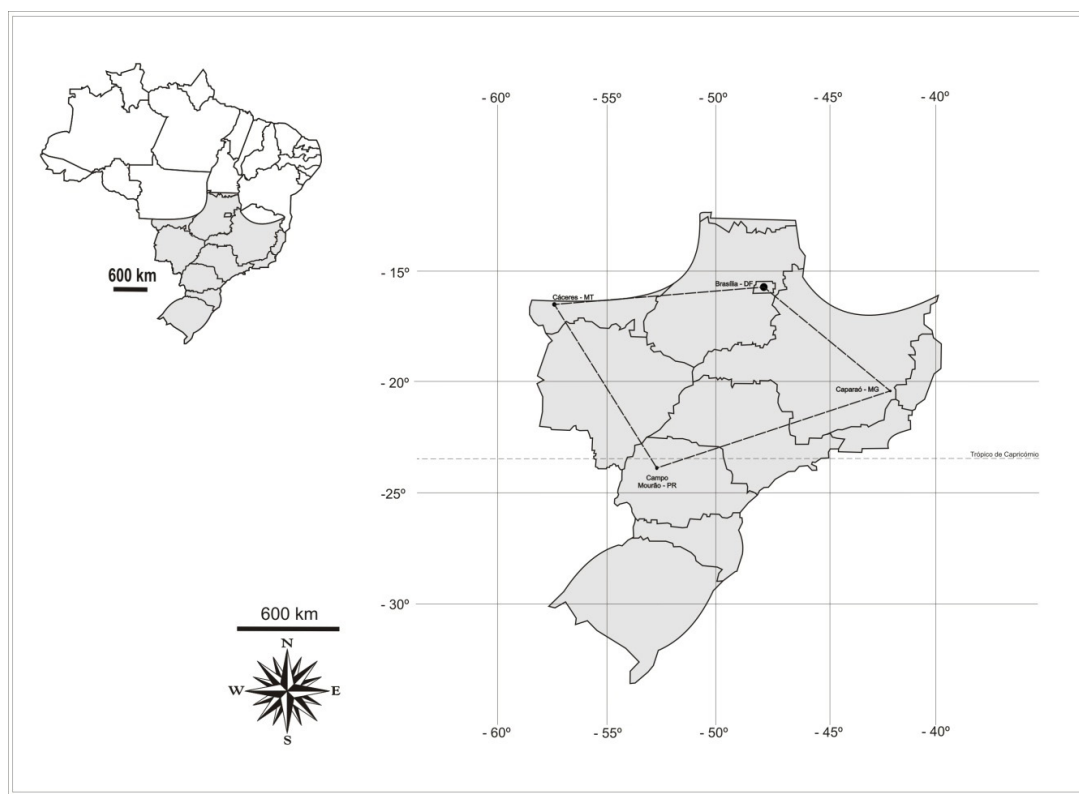 600 km
- 60º
- 55º
- 50º
- 45º
- 40º
- 15º
Brasília - DF
Cáceres - MT
- 20º
Caparaó - MG
Trópico de Capricórnio
Campo
Mourão - PR
- 25º
- 30º
600 km
N
W
E
S
- 60º
- 55º
- 50º
- 45º
- 40º